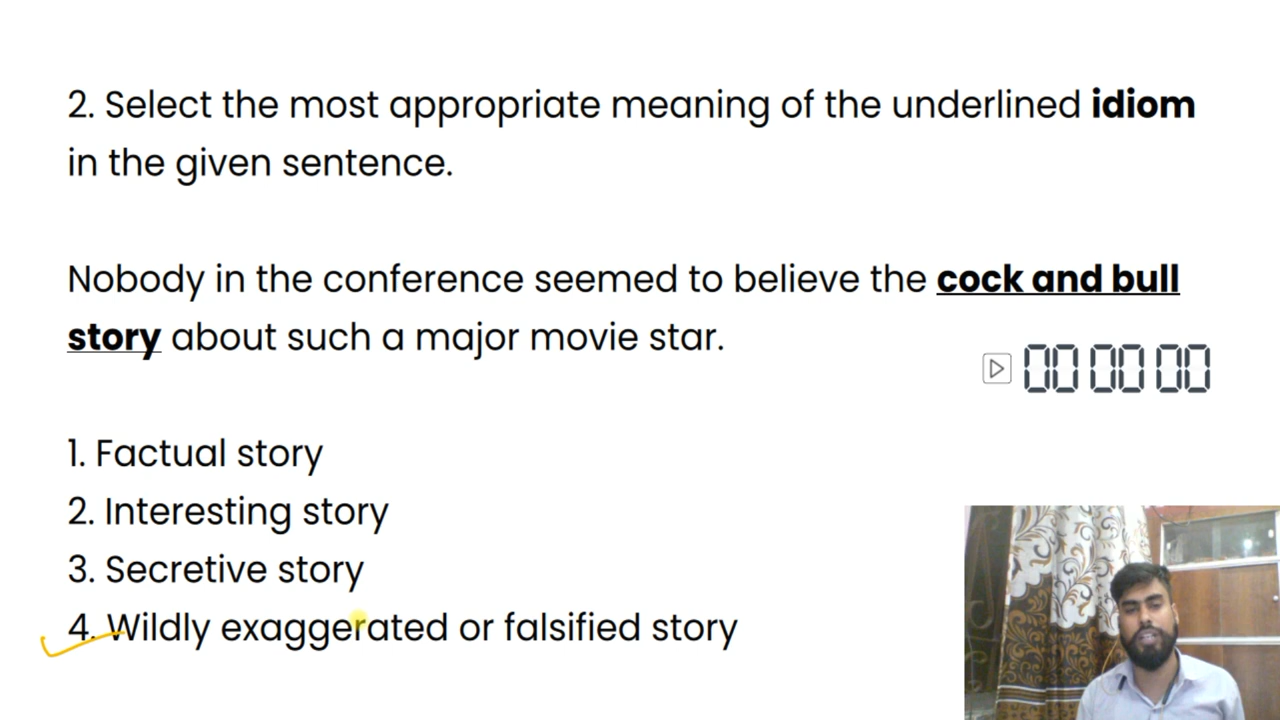 2. Select the most appropriate meaning of the underlined idiom
in the given sentence.
Nobody in the conference seemed to believe the cock and bull
story about such a major movie star.
00 00 00
1. Factual story
2. Interesting story
3. Secretive story
4. Wildly exaggerated or falsified story